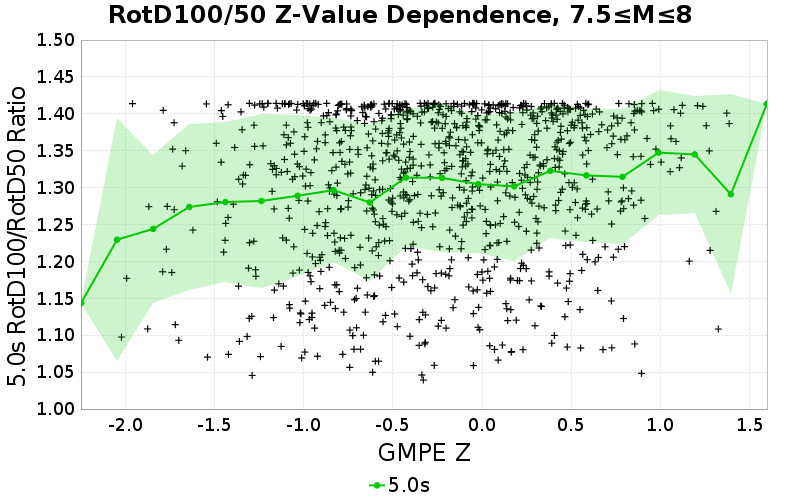 RotD100/50 Z-Value Dependence, 7.5≤M≤8
5.0s RotD100/RotD50 Ratio
1.50
1.45
1.40
1.35
1.30
1.25
1.20
1.15
1.10
1.05
1.00
-2.0 -1.5 -1.0 -0.5 0.0 0.5 1.0 1.5
GMPE Z
5.0s